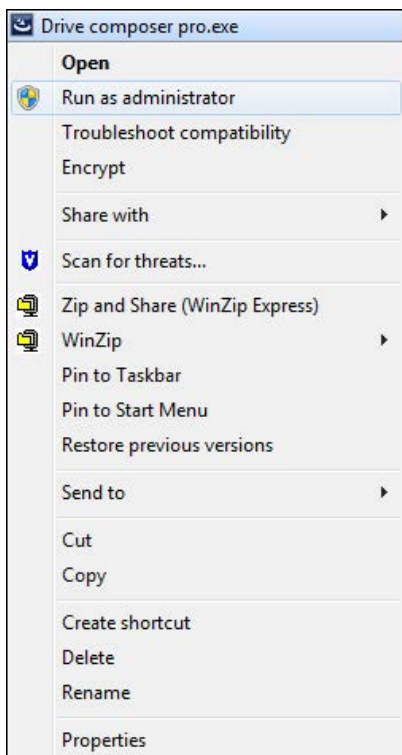 Drive composer pro.exe
Open
Run as administrator
Troubleshoot compatibility
Encrypt
Share with
Scan for threats...
Zip and Share (WinZip Express)
WinZip
Pin to Taskbar
Pin to Start Menu
Restore previous versions
Send to
Cut
Copy
Create shortcut
Delete
Rename
Properties